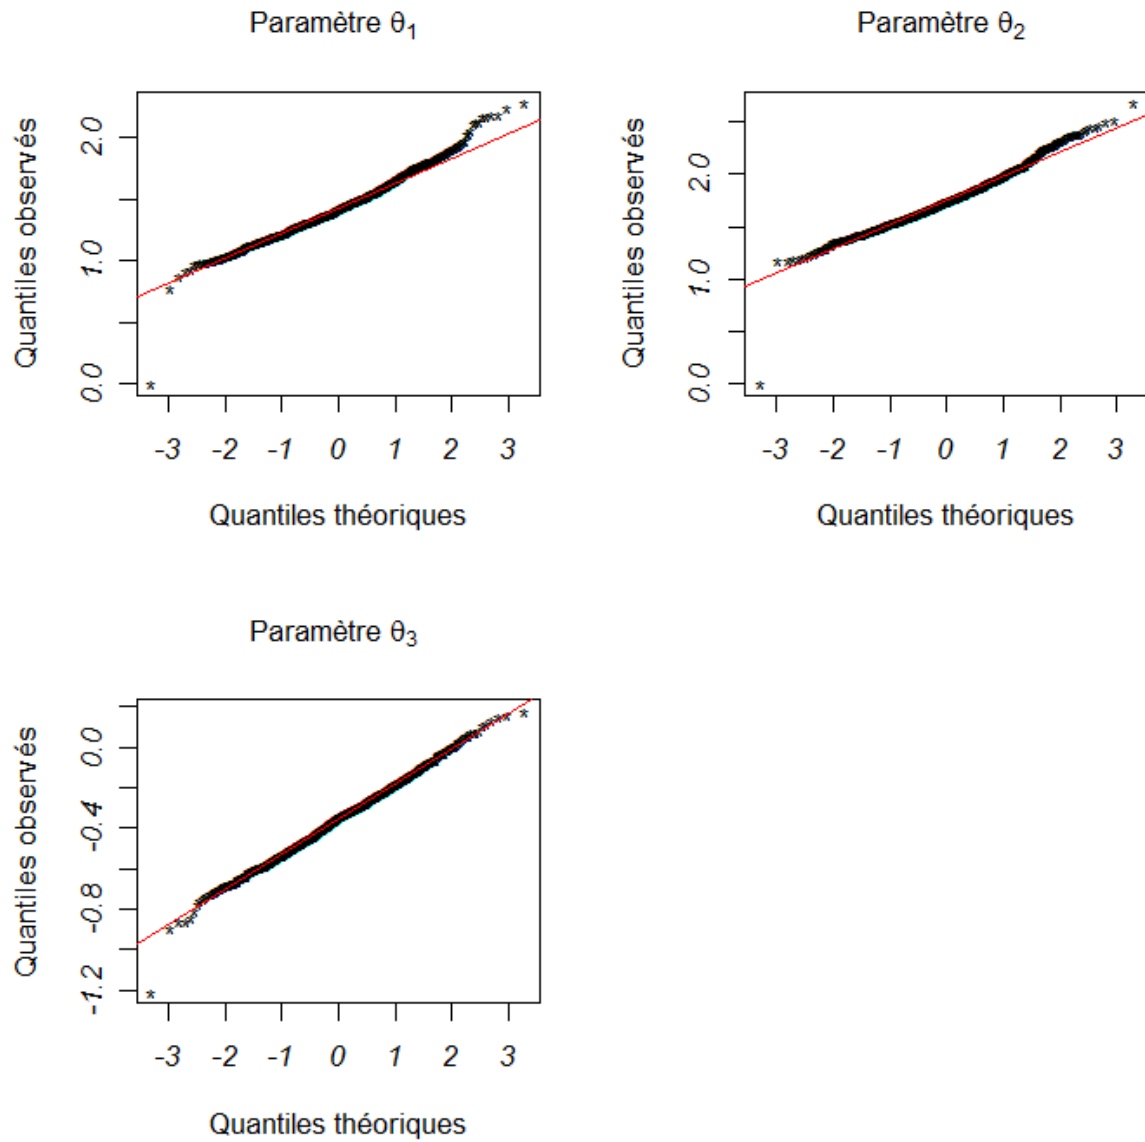 Paramètre θ1
Quantiles observés
0.0 1.0 2.0
-3 -2 -1 0 1 2 3
Quantiles théoriques
Paramètre θ2
Quantiles observés
0.0 1.0 2.0
-3 -2 -1 0 1 2 3
Quantiles théoriques
Paramètre θ3
Quantiles observés
-1.2 -0.8 -0.4 0.0
-3 -2 -1 0 1 2 3
Quantiles théoriques